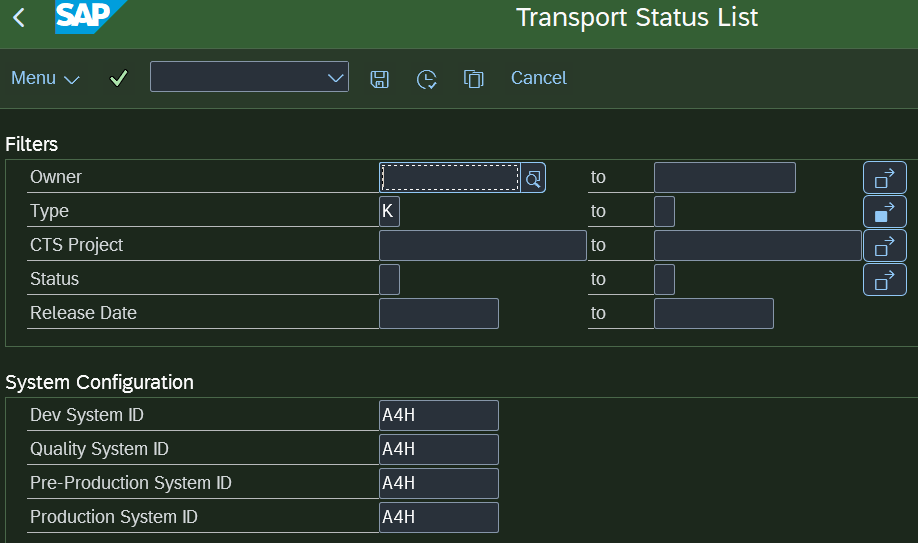 SAP Transport Status List
Menu Cancel
Filters
Owner to
Type K to
CTS Project to
Status to
Release Date to
System Configuration
Dev System ID A4H
Quality System ID A4H
Pre-Production System ID A4H
Production System ID A4H